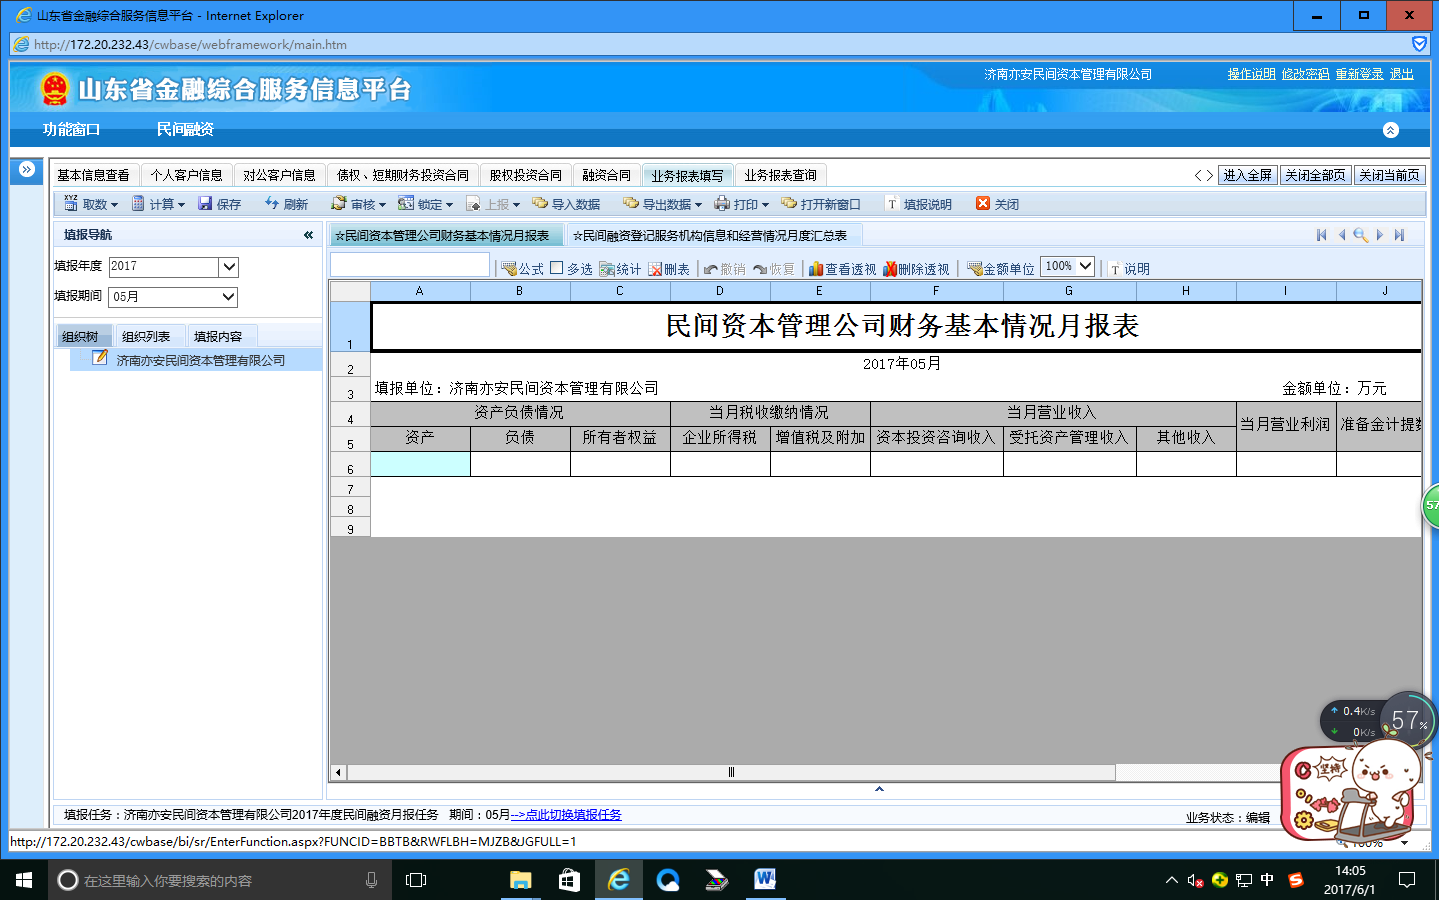 山东省金融综合服务信息平台 - Internet Explorer
http://172.20.232.43/cwbase/webframework/main.htm
山东省金融综合服务信息平台
济南亦安民间资本管理有限公司 操作说明 修改密码 重新登录 退出
功能窗口 民间融资
基本信息查看 个人客户信息 对公客户信息 债权、短期财务投资合同 股权投资合同 融资合同 业务报表填写 业务报表查询 进入全屏 关闭全部页 关闭当前页
取数 计算 保存 刷新 审核 锁定 上报 导入数据 导出数据 打印 打开新窗口 填报说明 关闭
填报导航
☆民间资本管理公司财务基本情况月报表 ☆民间融资登记服务机构信息和经营情况月度汇总表
填报年度 2017
公式 多选 统计 删表 撤销 恢复 查看透视 删除透视 金额单位 100% 说明
填报期间 05月
组织树 组织列表 填报内容
济南亦安民间资本管理有限公司
A B C D E F G H I J
1 民间资本管理公司财务基本情况月报表
2 2017年05月
3 填报单位：济南亦安民间资本管理有限公司 金额单位：万元
4 资产负债情况 当月税收缴纳情况 当月营业收入 当月营业利润 准备金计提数
5 资产 负债 所有者权益 企业所得税 增值税及附加 资本投资咨询收入 受托资产管理收入 其他收入
6
7
8
9
57
0.4K/s
0K/s
57%
坚持
填报任务：济南亦安民间资本管理有限公司2017年度民间融资月报任务 期间：05月-->点此切换填报任务
业务状态：编辑
http://172.20.232.43/cwbase/bi/sr/EnterFunction.aspx?FUNCID=BBTB&RWFLBH=MJZB&JGFULL=1
100%
在这里输入你要搜索的内容
中
14:05
2017/6/1